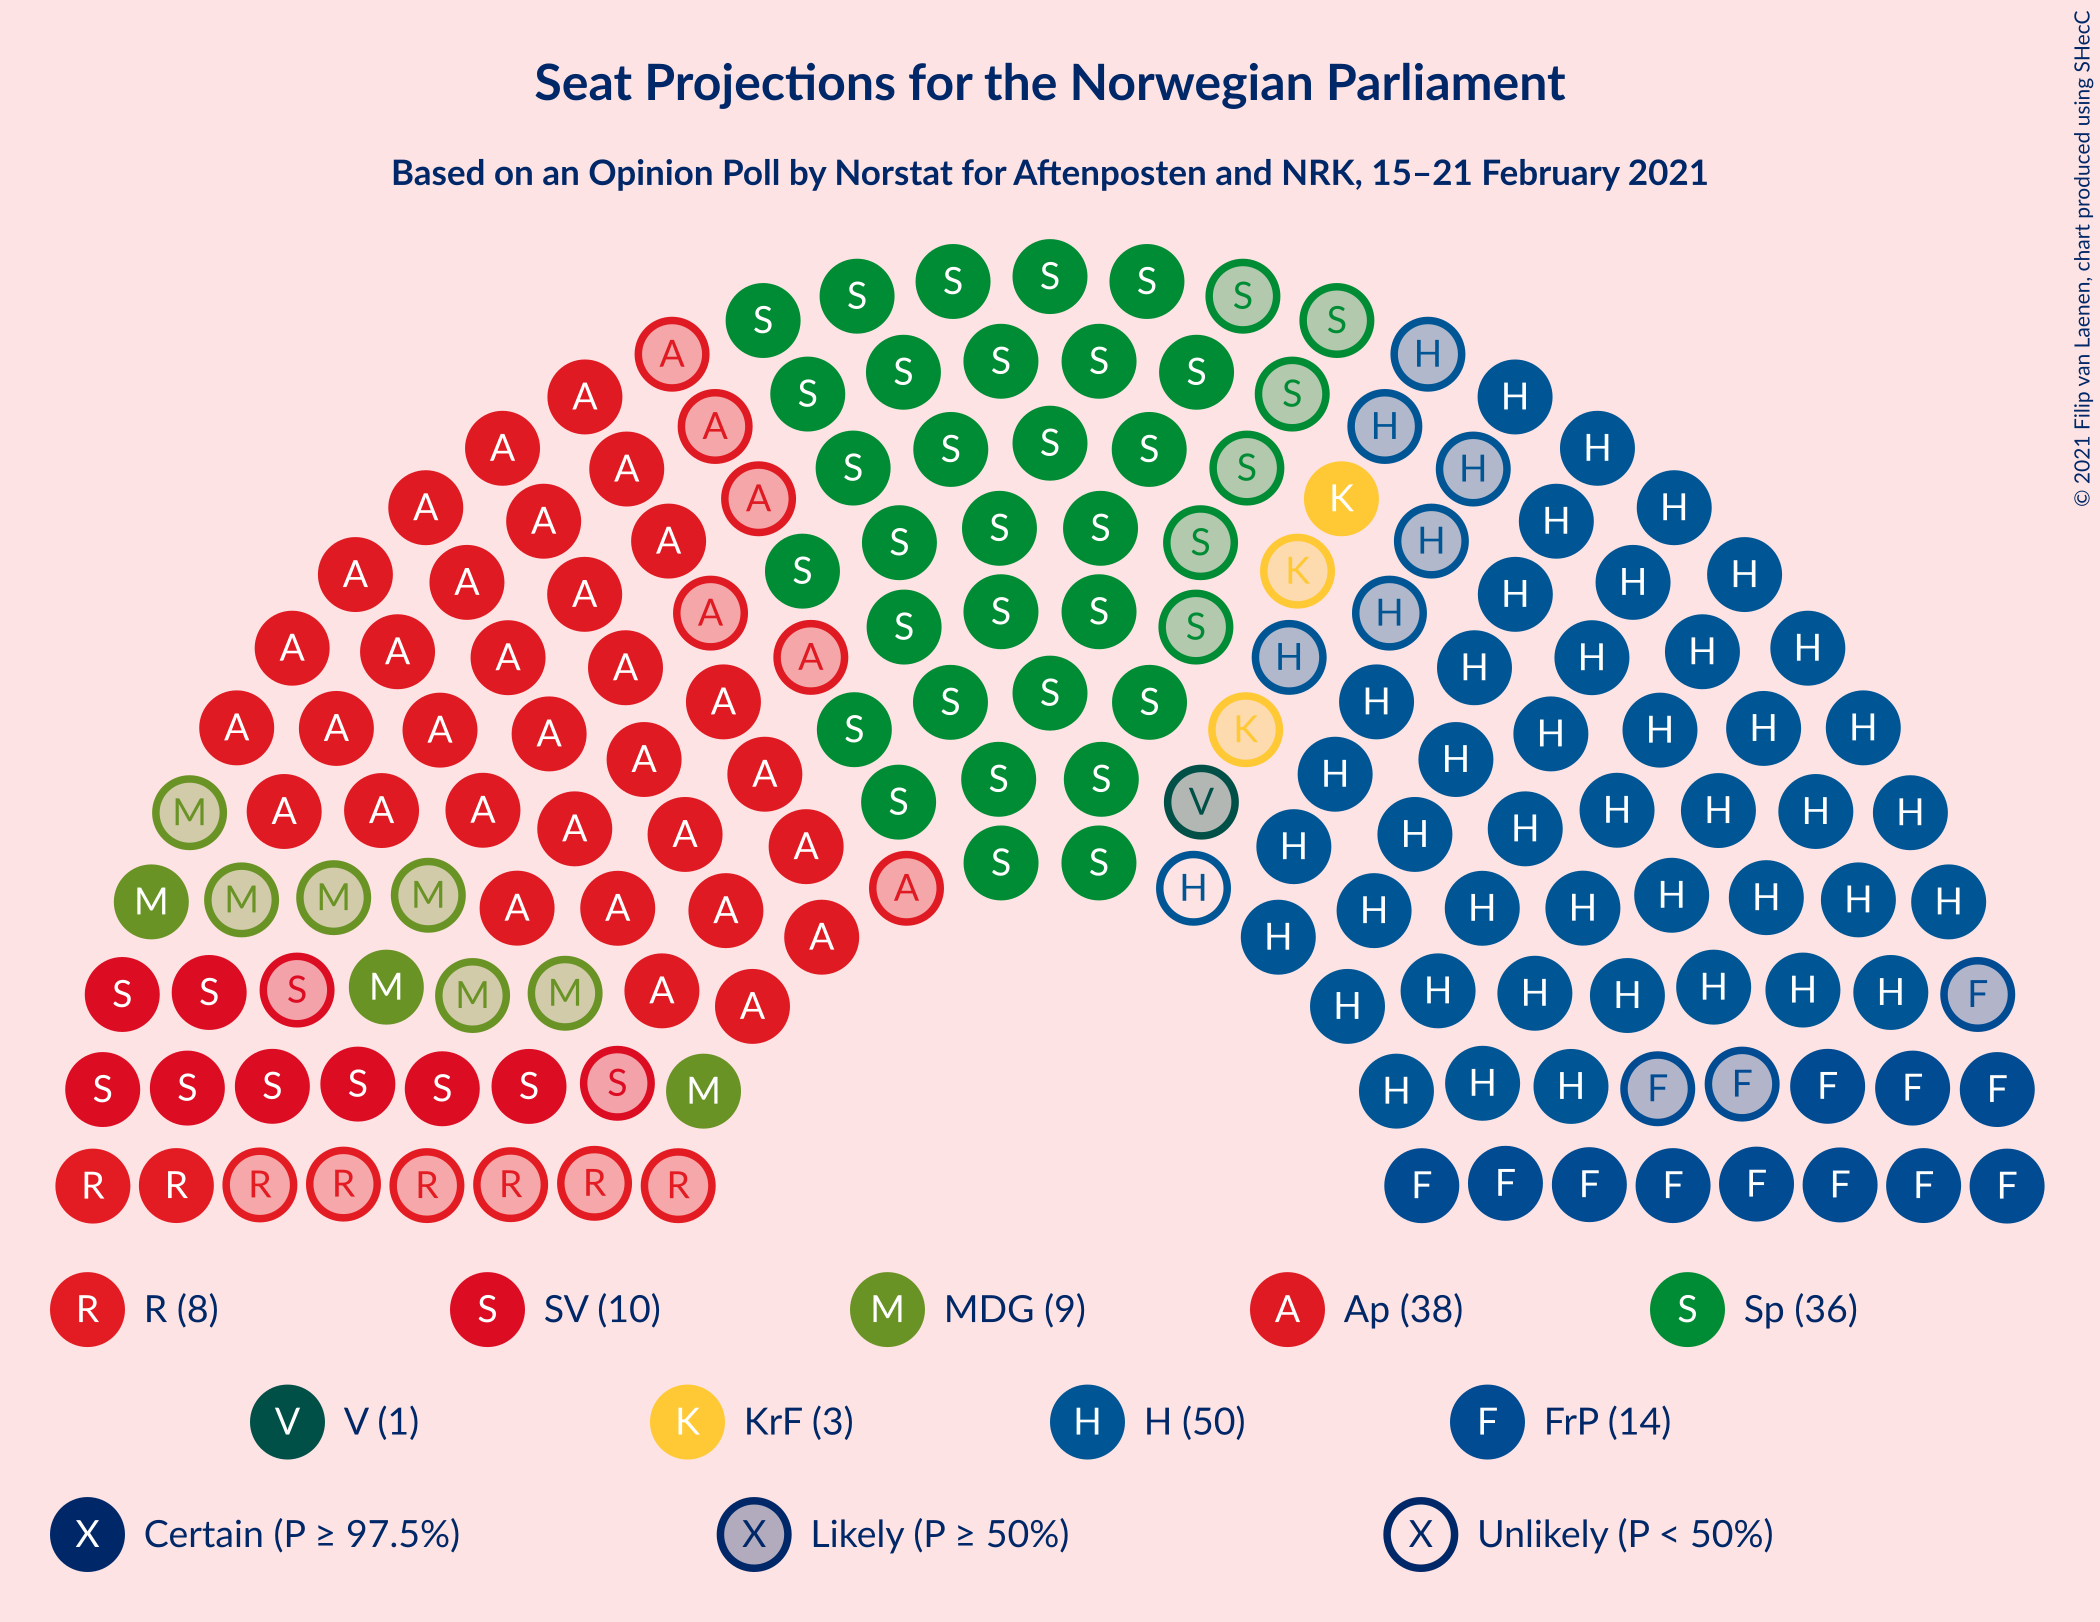 Seat Projections for the Norwegian Parliament
Based on an Opinion Poll by Norstat for Aftenposten and NRK, 15–21 February 2021
© 2021 Filip van Laenen, chart produced using SHecC
S S S S S S S
A S S S S S S H
A A S S S S S H H
A A A S S S S K H H
A A A A S S S S K H H H
A A A A A S S S S H H H H
A A A A A A S S S S K H H H H H
A A A A A A A S S S V H H H H H H
M A A A A A A S S H H H H H H H
M M M M A A A A A H H H H H H H H H
S S S M M M A A H H H H H H H F
S S S S S S S M H H H F F F F F
R R R R R R R R F F F F F F F F
R R (8) S SV (10) M MDG (9) A Ap (38) S Sp (36)
V V (1) K KrF (3) H H (50) F FrP (14)
X Certain (P ≥ 97.5%) X Likely (P ≥ 50%) X Unlikely (P < 50%)